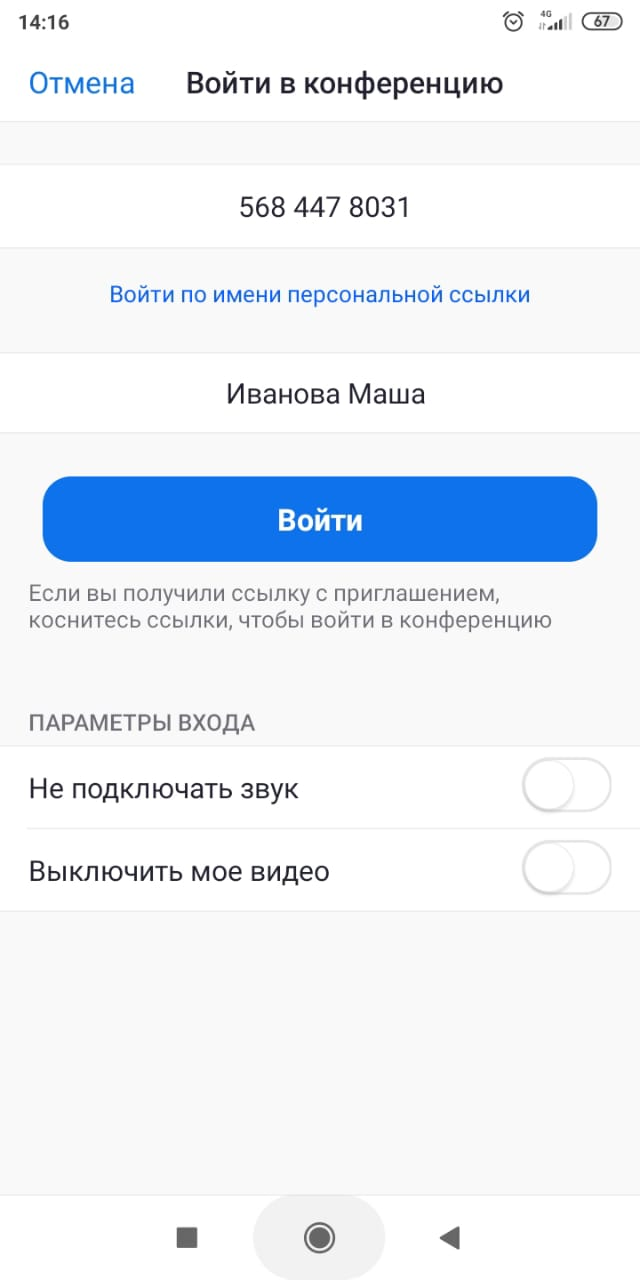 14:16
4G
67
Отмена
Войти в конференцию
568 447 8031
Войти по имени персональной ссылки
Иванова Маша
Войти
Если вы получили ссылку с приглашением,
коснитесь ссылки, чтобы войти в конференцию
ПАРАМЕТРЫ ВХОДА
Не подключать звук
Выключить мое видео